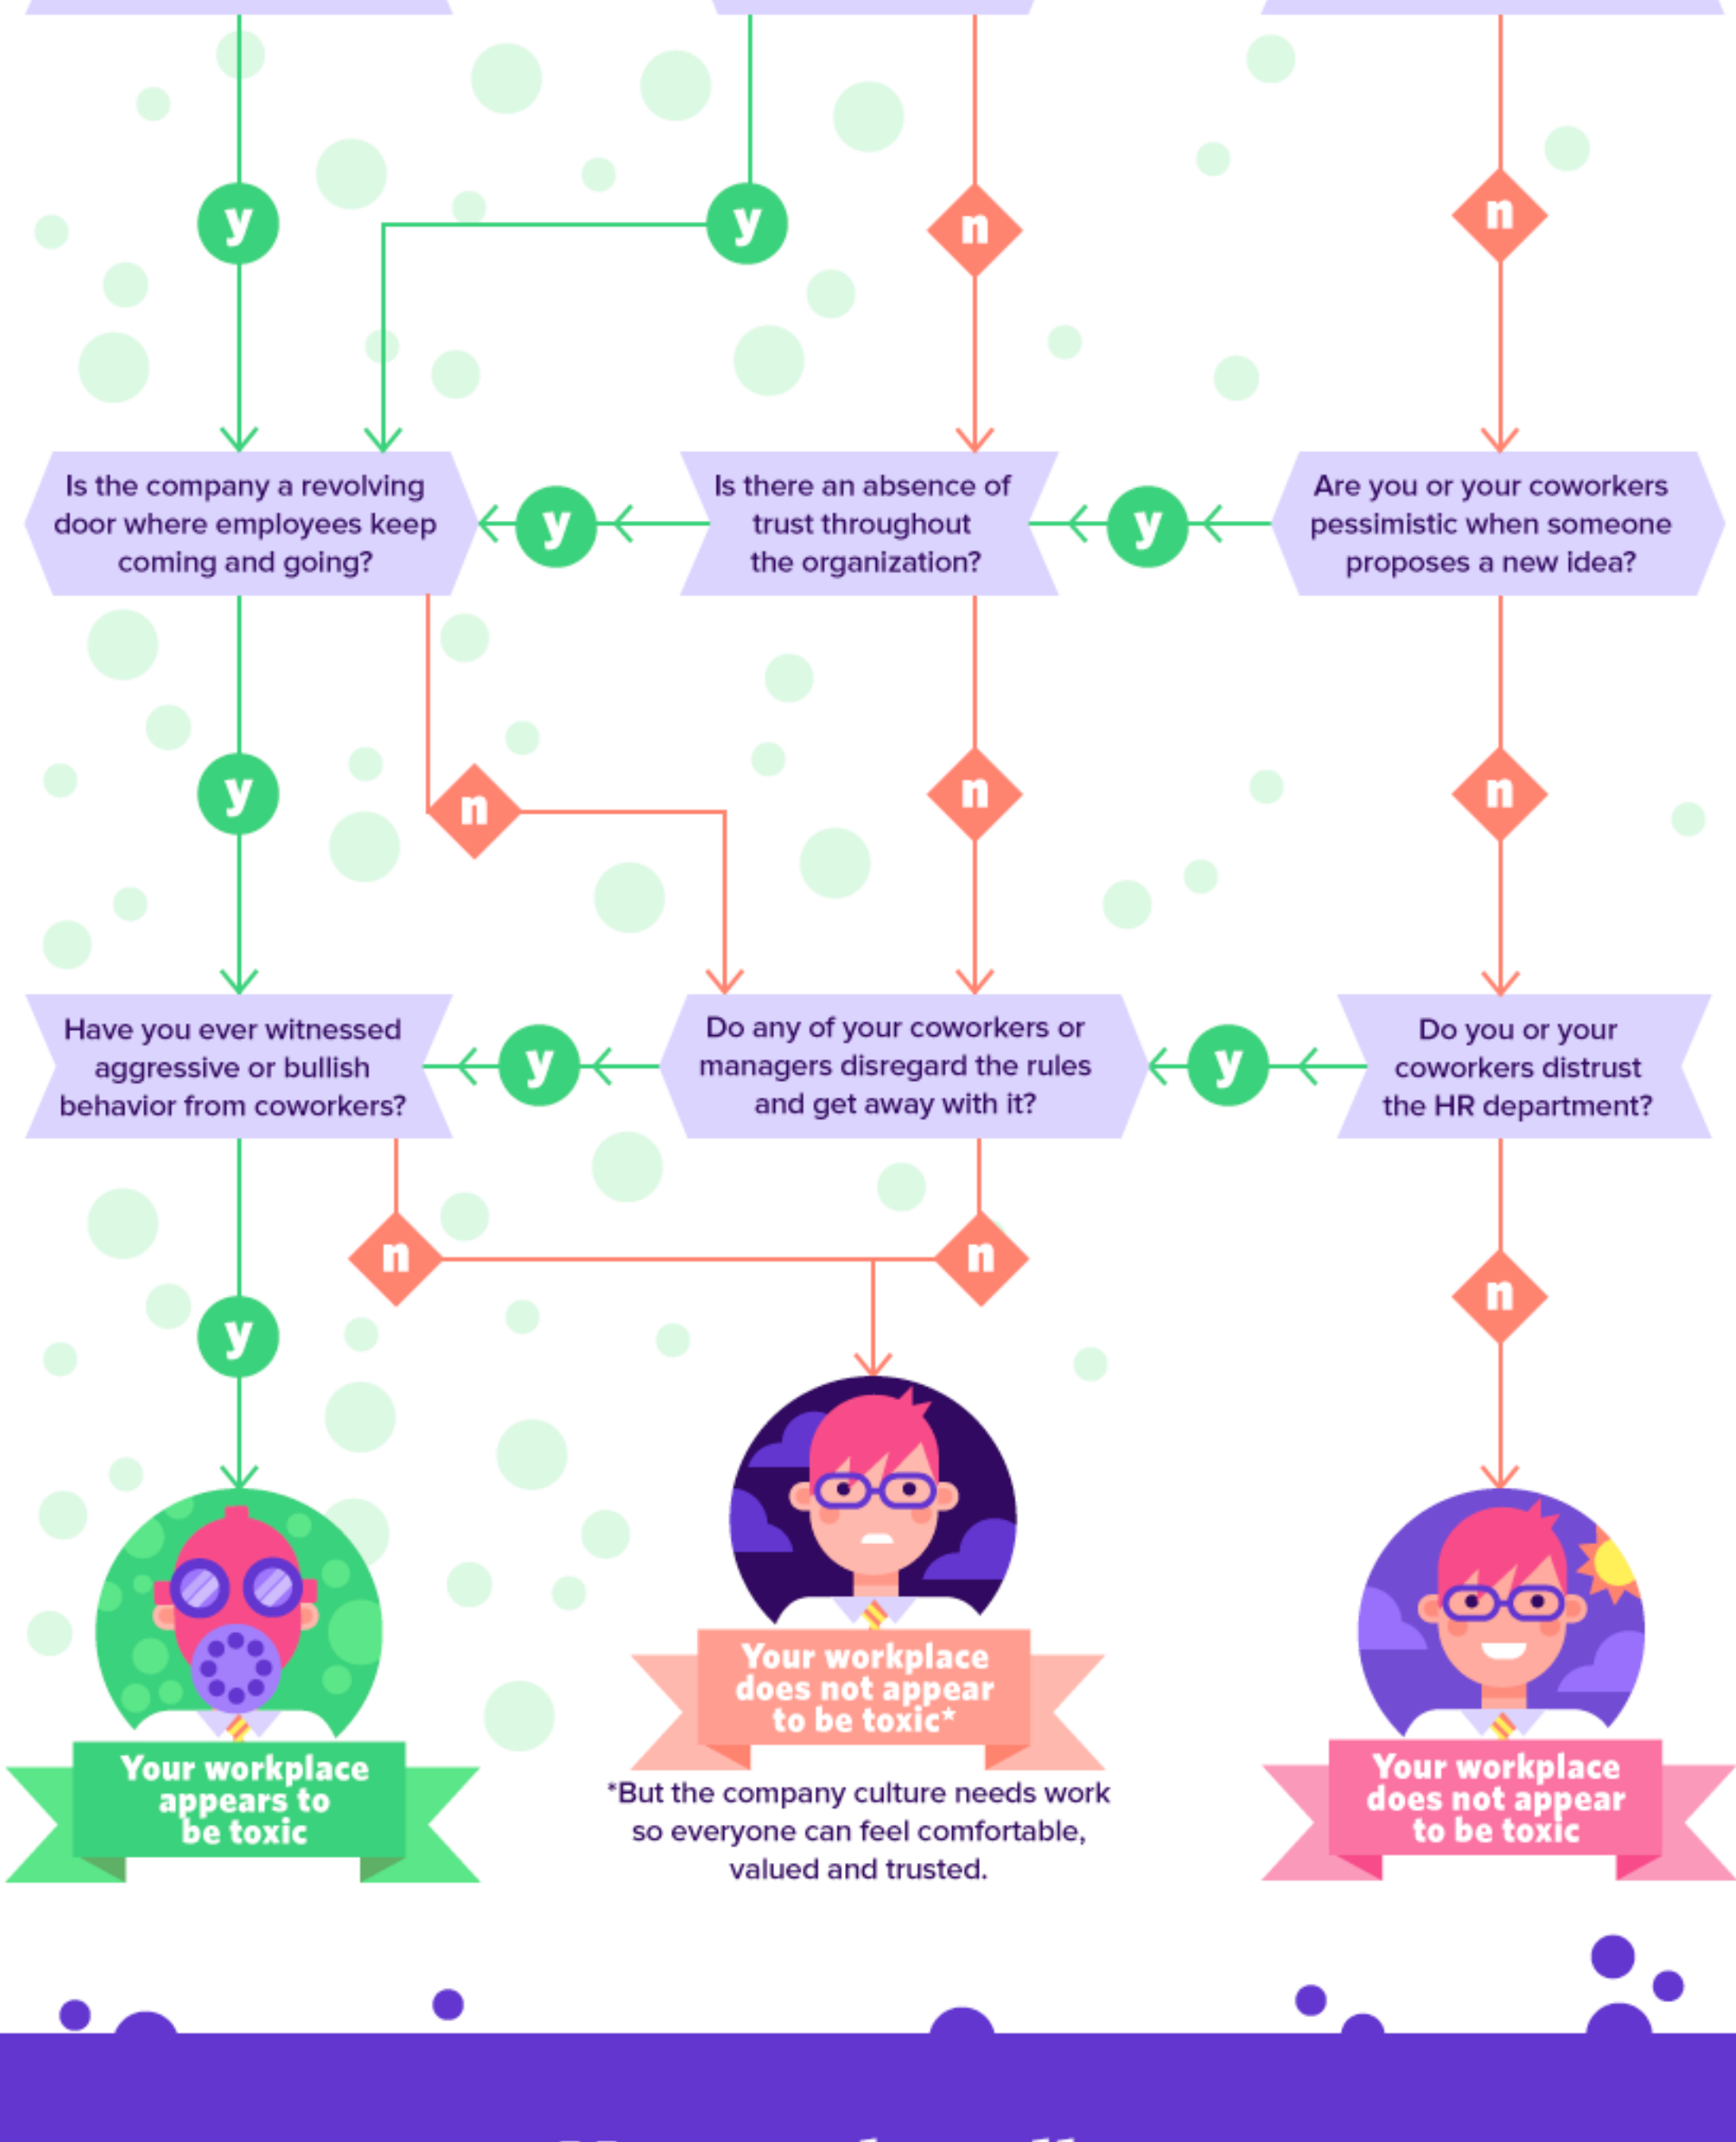 y
y
n
n
Is the company a revolving
door where employees keep
coming and going?
y
Is there an absence of
trust throughout
the organization?
y
Are you or your coworkers
pessimistic when someone
proposes a new idea?
y
n
n
n
Have you ever witnessed
aggressive or bullish
behavior from coworkers?
y
Do any of your coworkers or
managers disregard the rules
and get away with it?
y
Do you or your
coworkers distrust
the HR department?
n
n
n
y
Your workplace
does not appear
to be toxic*
*But the company culture needs work
so everyone can feel comfortable,
valued and trusted.
Your workplace
appears to
be toxic
Your workplace
does not appear
to be toxic